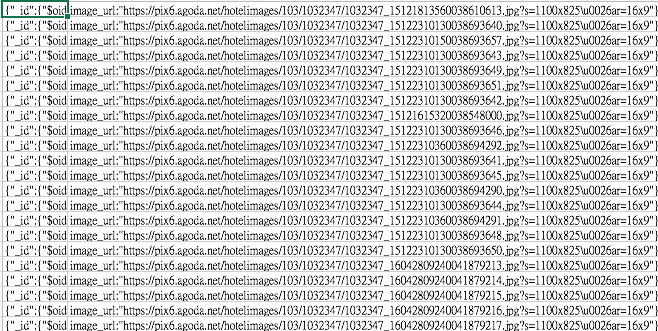 {"_id":{"$oid image_url:"https://pix6.agoda.net/hotelimages/103/1032347/1032347_15121813560038610613.jpg?s=1100x825\u0026ar=16x9"}
{"_id":{"$oid image_url:"https://pix6.agoda.net/hotelimages/103/1032347/1032347_15122310130038693640.jpg?s=1100x825\u0026ar=16x9"}
{"_id":{"$oid image_url:"https://pix6.agoda.net/hotelimages/103/1032347/1032347_15122310150038693657.jpg?s=1100x825\u0026ar=16x9"}
{"_id":{"$oid image_url:"https://pix6.agoda.net/hotelimages/103/1032347/1032347_15122310130038693643.jpg?s=1100x825\u0026ar=16x9"}
{"_id":{"$oid image_url:"https://pix6.agoda.net/hotelimages/103/1032347/1032347_15122310130038693649.jpg?s=1100x825\u0026ar=16x9"}
{"_id":{"$oid image_url:"https://pix6.agoda.net/hotelimages/103/1032347/1032347_15122310130038693651.jpg?s=1100x825\u0026ar=16x9"}
{"_id":{"$oid image_url:"https://pix6.agoda.net/hotelimages/103/1032347/1032347_15122310130038693642.jpg?s=1100x825\u0026ar=16x9"}
{"_id":{"$oid image_url:"https://pix6.agoda.net/hotelimages/103/1032347/1032347_15121615320038548000.jpg?s=1100x825\u0026ar=16x9"}
{"_id":{"$oid image_url:"https://pix6.agoda.net/hotelimages/103/1032347/1032347_15122310130038693646.jpg?s=1100x825\u0026ar=16x9"}
{"_id":{"$oid image_url:"https://pix6.agoda.net/hotelimages/103/1032347/1032347_15122310360038694292.jpg?s=1100x825\u0026ar=16x9"}
{"_id":{"$oid image_url:"https://pix6.agoda.net/hotelimages/103/1032347/1032347_15122310130038693641.jpg?s=1100x825\u0026ar=16x9"}
{"_id":{"$oid image_url:"https://pix6.agoda.net/hotelimages/103/1032347/1032347_15122310130038693645.jpg?s=1100x825\u0026ar=16x9"}
{"_id":{"$oid image_url:"https://pix6.agoda.net/hotelimages/103/1032347/1032347_15122310360038694290.jpg?s=1100x825\u0026ar=16x9"}
{"_id":{"$oid image_url:"https://pix6.agoda.net/hotelimages/103/1032347/1032347_15122310130038693644.jpg?s=1100x825\u0026ar=16x9"}
{"_id":{"$oid image_url:"https://pix6.agoda.net/hotelimages/103/1032347/1032347_15122310360038694291.jpg?s=1100x825\u0026ar=16x9"}
{"_id":{"$oid image_url:"https://pix6.agoda.net/hotelimages/103/1032347/1032347_15122310130038693648.jpg?s=1100x825\u0026ar=16x9"}
{"_id":{"$oid image_url:"https://pix6.agoda.net/hotelimages/103/1032347/1032347_15122310130038693650.jpg?s=1100x825\u0026ar=16x9"}
{"_id":{"$oid image_url:"https://pix6.agoda.net/hotelimages/103/1032347/1032347_16042809240041879213.jpg?s=1100x825\u0026ar=16x9"}
{"_id":{"$oid image_url:"https://pix6.agoda.net/hotelimages/103/1032347/1032347_16042809240041879214.jpg?s=1100x825\u0026ar=16x9"}
{"_id":{"$oid image_url:"https://pix6.agoda.net/hotelimages/103/1032347/1032347_16042809240041879215.jpg?s=1100x825\u0026ar=16x9"}
{"_id":{"$oid image_url:"https://pix6.agoda.net/hotelimages/103/1032347/1032347_16042809240041879216.jpg?s=1100x825\u0026ar=16x9"}
{"_id":{"$oid image_url:"https://pix6.agoda.net/hotelimages/103/1032347/1032347_16042809240041879217.jpg?s=1100x825\u0026ar=16x9"}